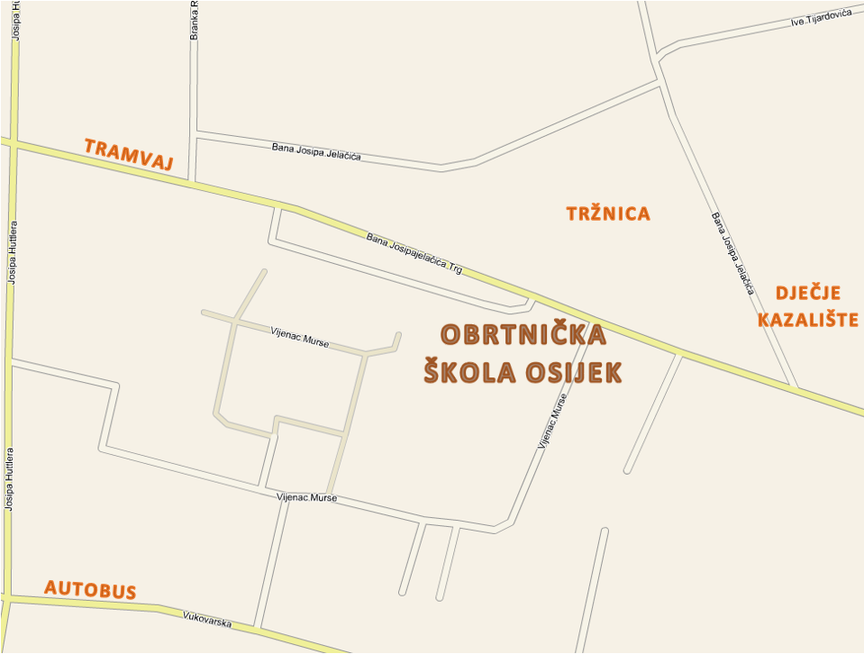 Josipa.Hu
Branka.R
Ive.Tijardovića
TRAMVAJ
Bana Josipa.Jelačića
TRŽNICA
Josipa.Huttlera
Bana Josipajelačića Trg
Bana Josipa Jelačića
DJEČJE
KAZALIŠTE
Vijenac.Murse
OBRTNIČKA
ŠKOLA OSIJEK
Vijenac.Murse
Josipa Huttlera
Vijenac.Murse
AUTOBUS
Vukovarska